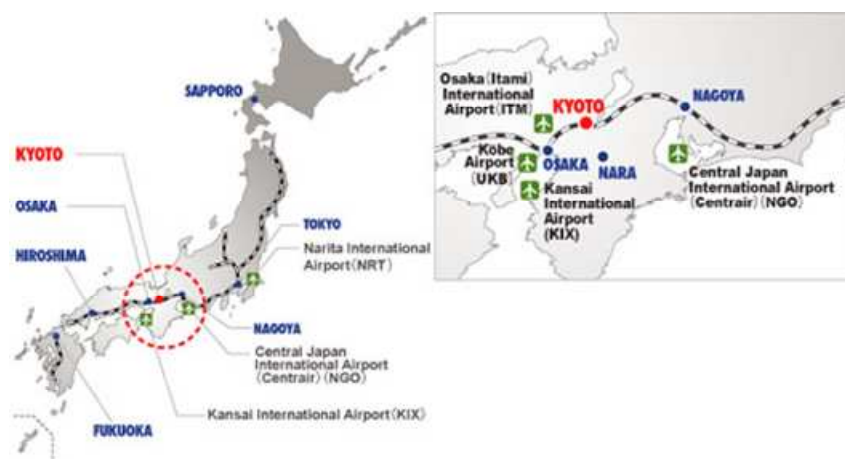 SAPPORO
KYOTO
OSAKA
HIROSHIMA
TOKYO
Narita International
Airport(NRT)
NAGOYA
Central Japan
International Airport
(Centrair)(NGO)
Kansai International Airport(KIX)
FUKUOKA
Osaka(Itami)
International
Airport(ITM)
KYOTO
NAGOYA
Kobe
Airport
(UKB)
OSAKA
NARA
Kansai
International
Airport
(KIX)
Central Japan
International Airport
(Centrair)(NGO)